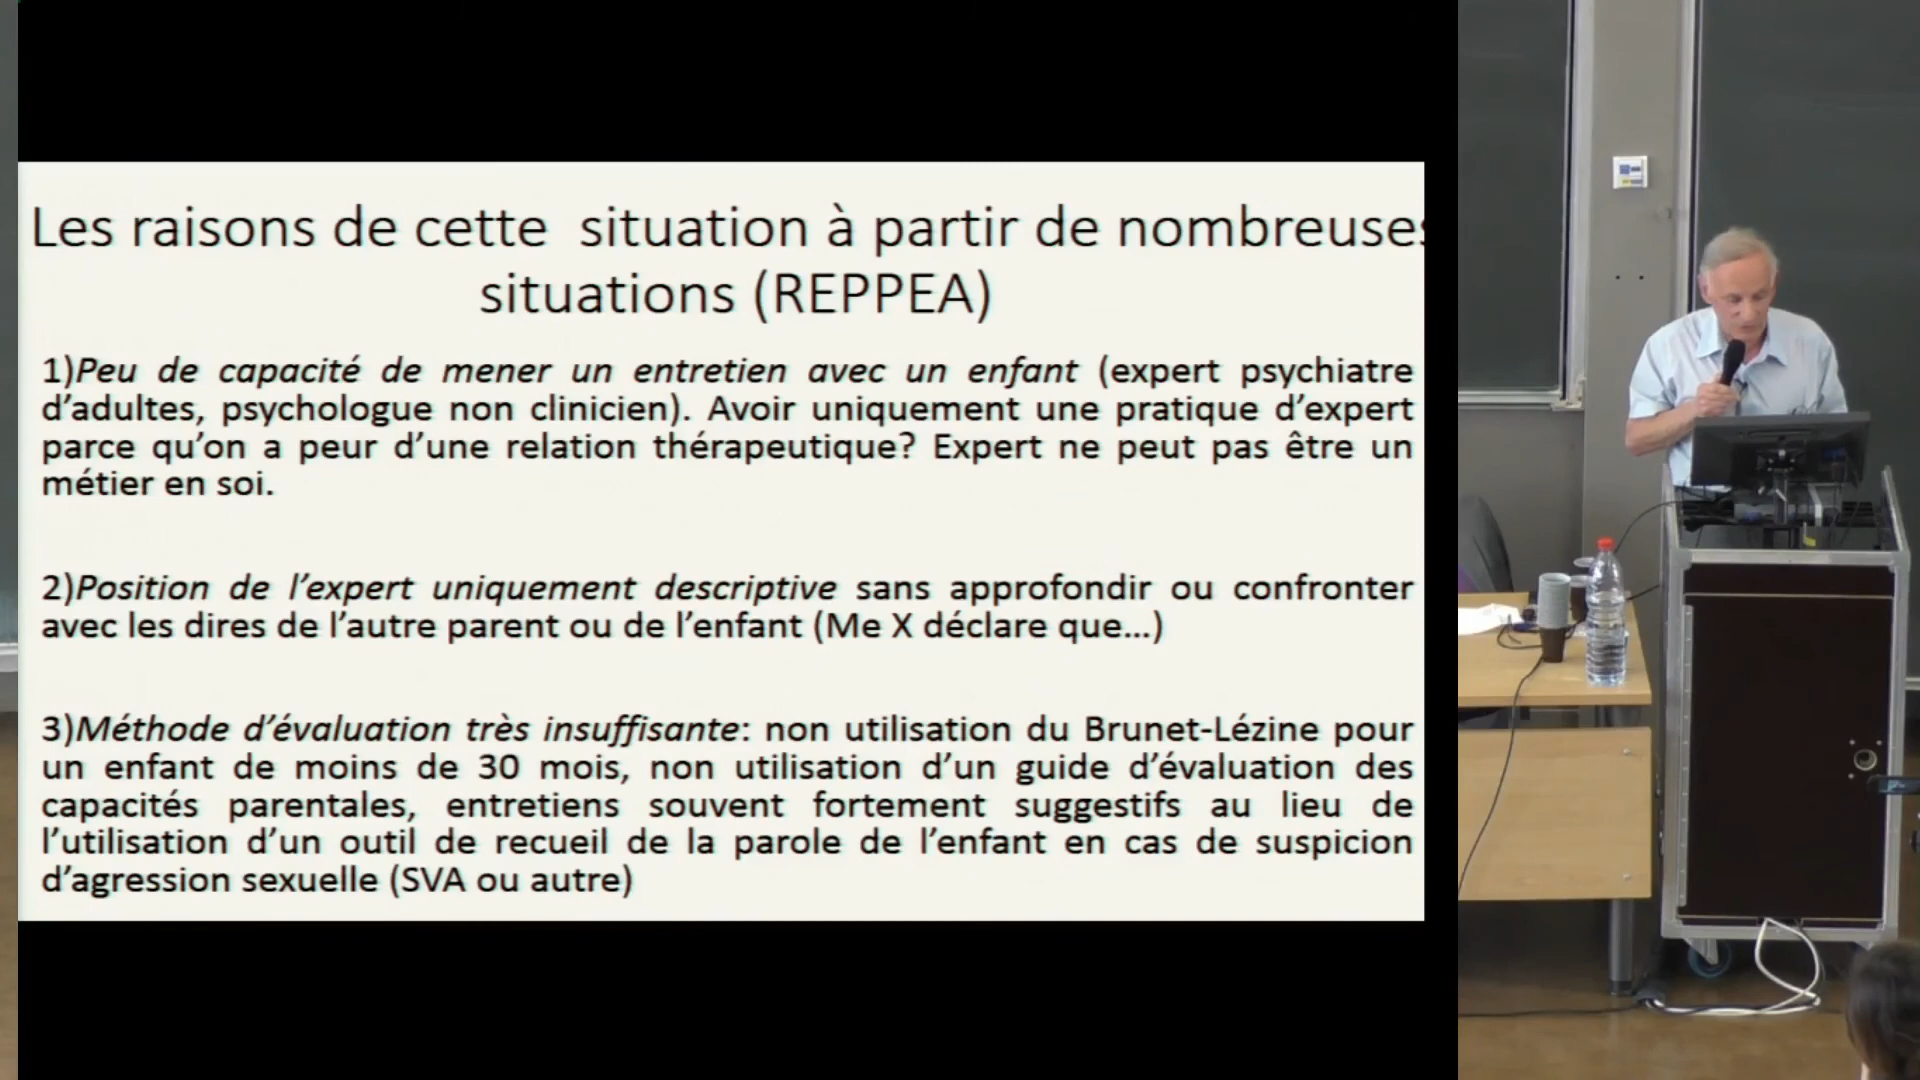 Les raisons de cette situation à partir de nombreuses
situations (REPPEA)
1)Peu de capacité de mener un entretien avec un enfant (expert psychiatre
d’adultes, psychologue non clinicien). Avoir uniquement une pratique d’expert
parce qu’on a peur d’une relation thérapeutique? Expert ne peut pas être un
métier en soi.
2)Position de l’expert uniquement descriptive sans approfondir ou confronter
avec les dires de l’autre parent ou de l’enfant (Me X déclare que…)
3)Méthode d’évaluation très insuffisante: non utilisation du Brunet-Lézine pour
un enfant de moins de 30 mois, non utilisation d’un guide d’évaluation des
capacités parentales, entretiens souvent fortement suggestifs au lieu de
l’utilisation d’un outil de recueil de la parole de l’enfant en cas de suspicion
d’agression sexuelle (SVA ou autre)